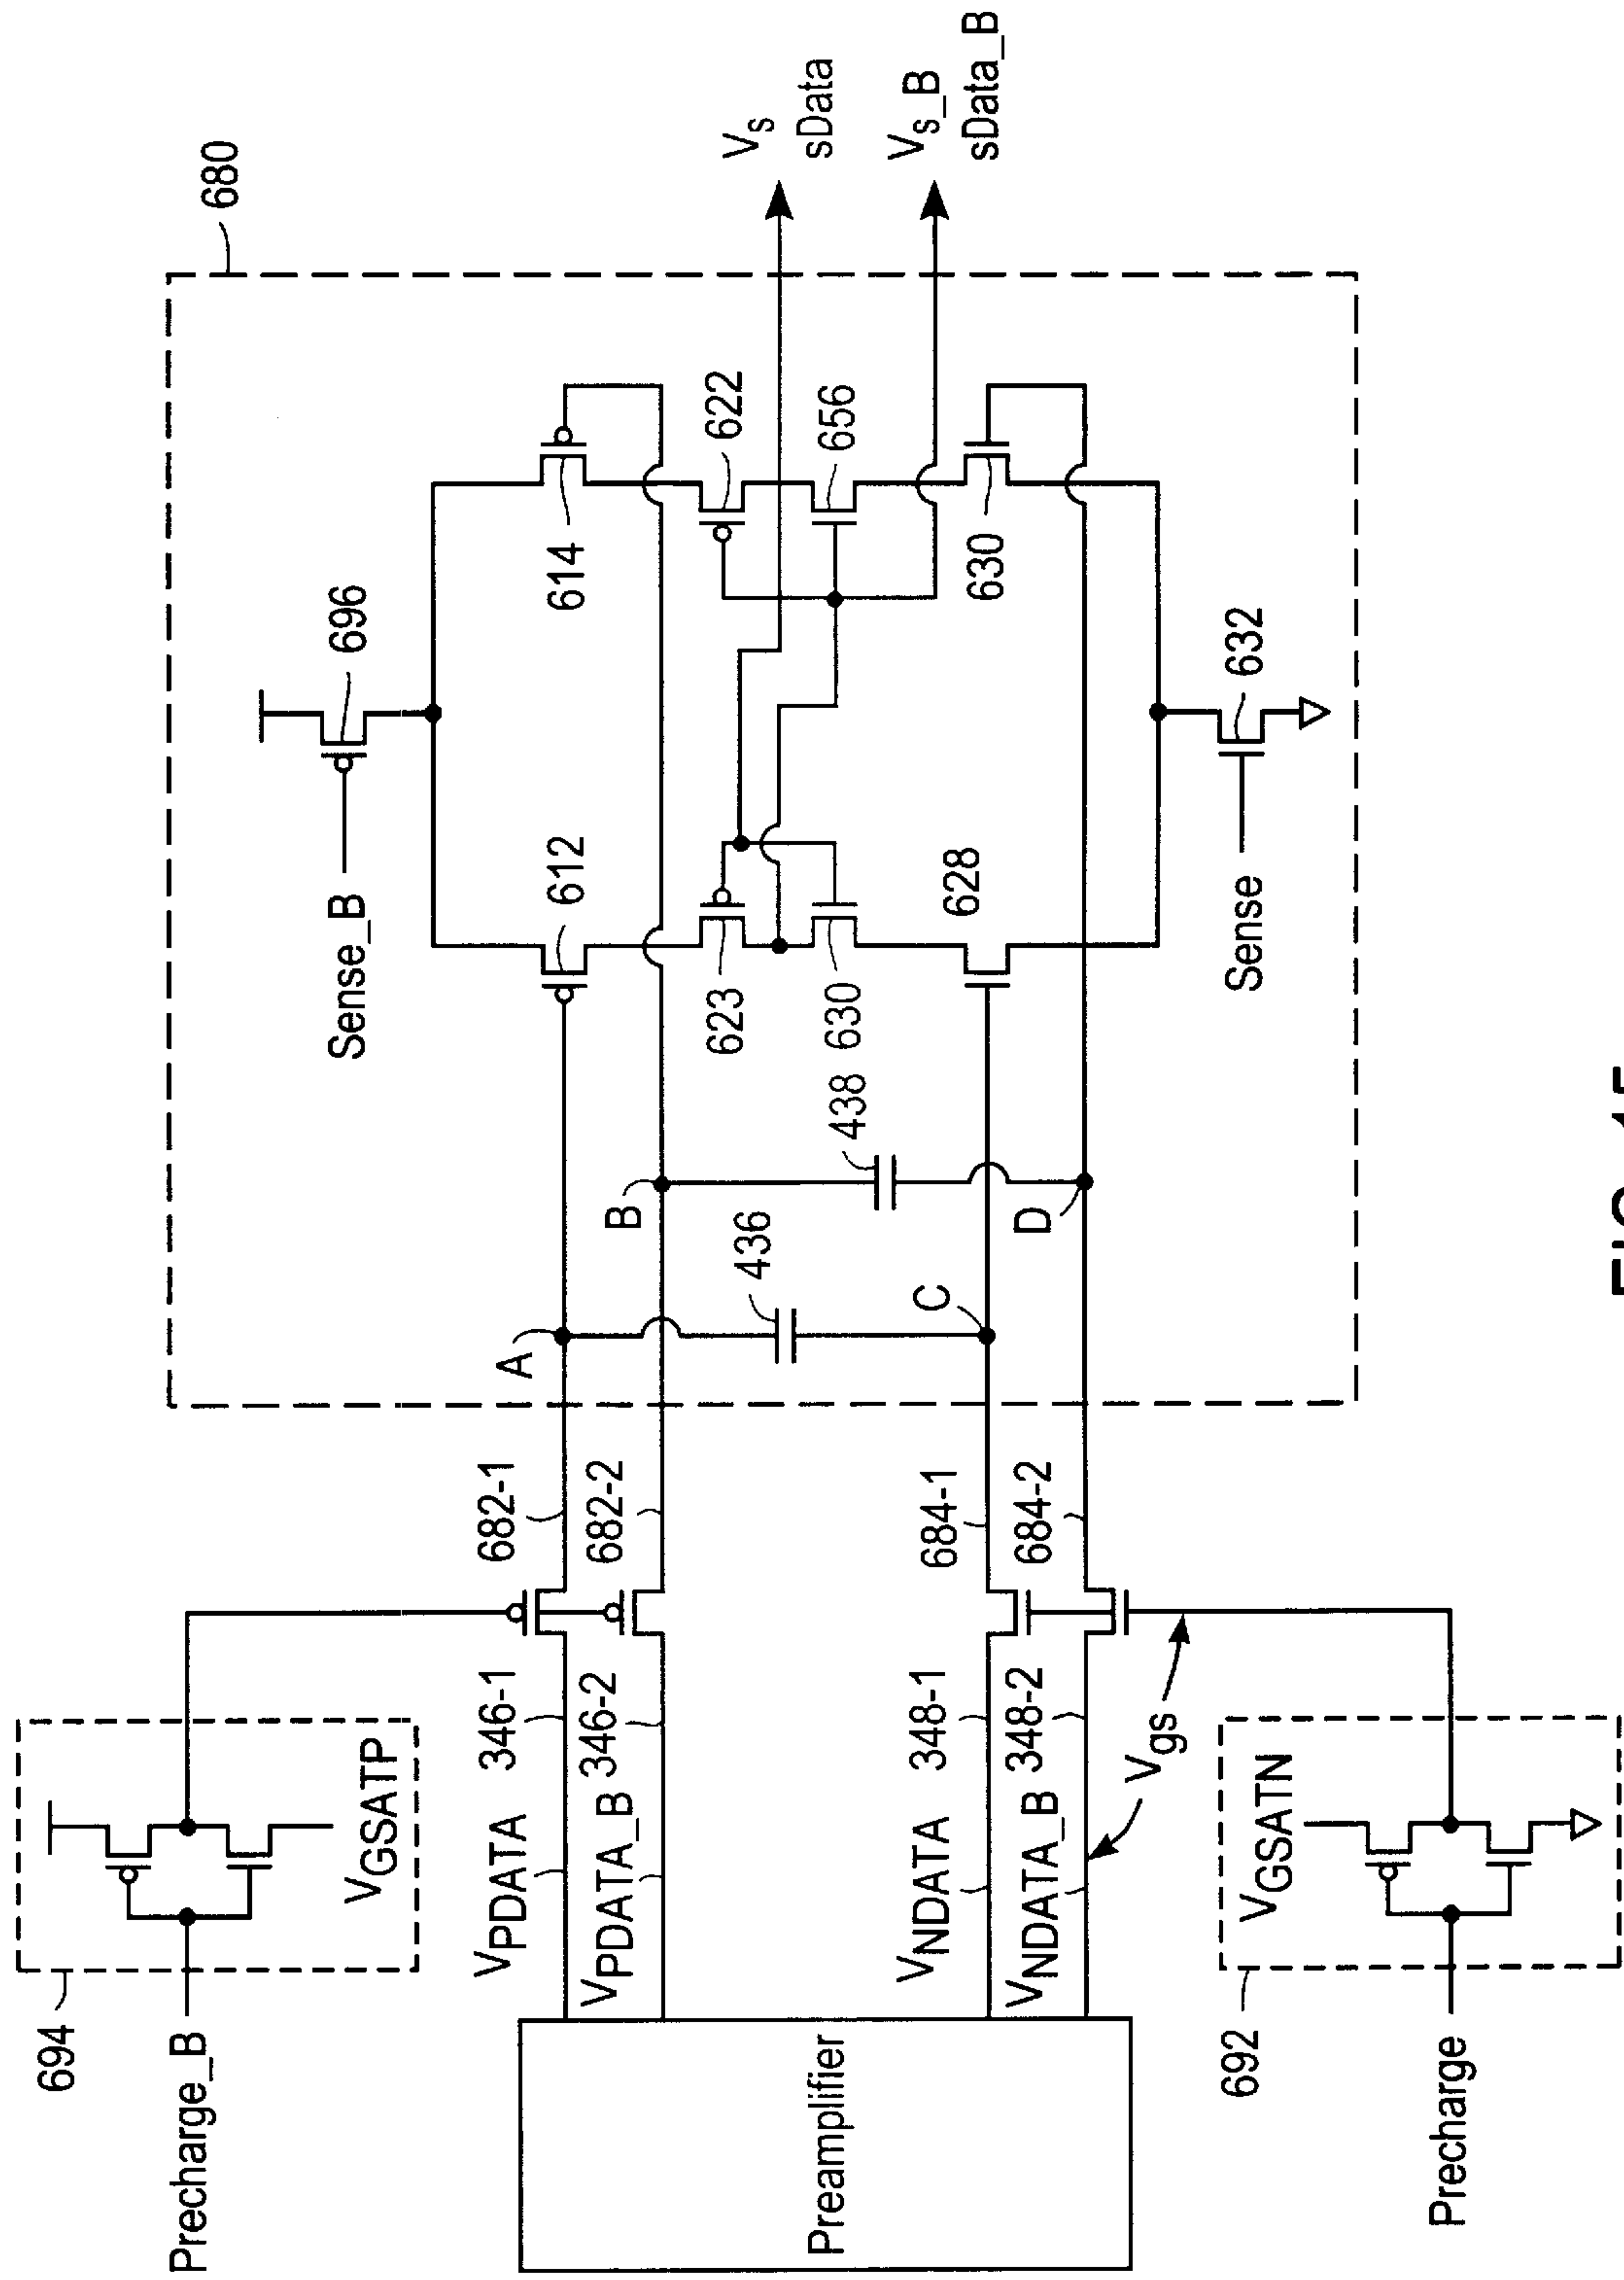 694
Precharge_B
VGSATP
Preamplifier
VPDATA
346-1
682-1
VPDATA_B
346-2
682-2
VNDATA
348-1
684-1
VNDATA_B
348-2
684-2
Vgs
692
Precharge
VGSATN
680
Sense_B
696
A
B
C
D
436
438
612
614
623
622
630
656
628
630
Sense
632
Vs
sData
Vs_B
sData_B